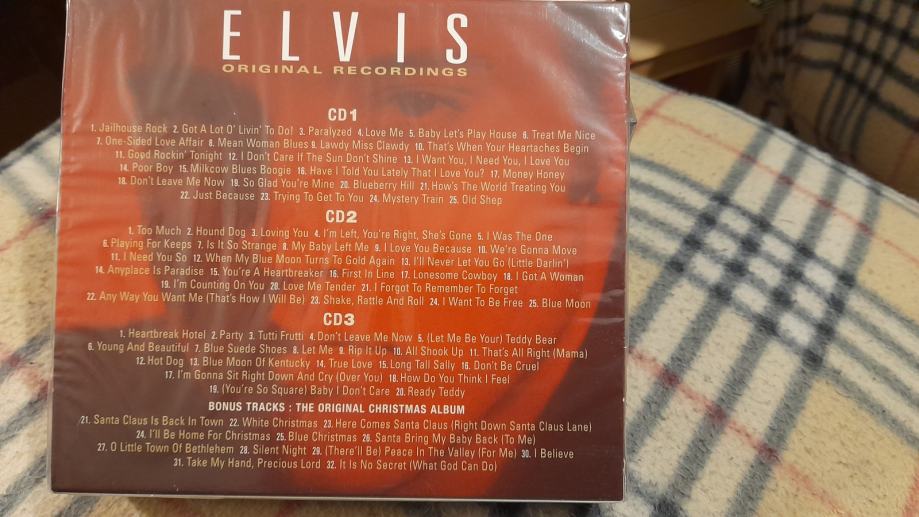 ELVIS
ORIGINAL RECORDINGS
CD1
1. Jailhouse Rock 2. Got A Lot O' Livin' To Do! 3. Paralyzed 4. Love Me 5. Baby Let's Play House 6. Treat Me Nice
7. One-Sided Love Affair 8. Mean Woman Blues 9. Lawdy Miss Clawdy 10. That's When Your Heartaches Begin
11. Good Rockin' Tonight 12. I Don't Care If The Sun Don't Shine 13. I Want You, I Need You, I Love You
14. Poor Boy 15. Milkcow Blues Boogie 16. Have I Told You Lately That I Love You? 17. Money Honey
18. Don't Leave Me Now 19. So Glad You're Mine 20. Blueberry Hill 21. How's The World Treating You
22. Just Because 23. Trying To Get To You 24. Mystery Train 25. Old Shep
CD2
1. Too Much 2. Hound Dog 3. Loving You 4. I'm Left, You're Right, She's Gone 5. I Was The One
6. Playing For Keeps 7. Is It So Strange 8. My Baby Left Me 9. I Love You Because 10. We're Gonna Move
11. I Need You So 12. When My Blue Moon Turns To Gold Again 13. I'll Never Let You Go (Little Darlin')
14. Anyplace Is Paradise 15. You're A Heartbreaker 16. First In Line 17. Lonesome Cowboy 18. I Got A Woman
19. I'm Counting On You 20. Love Me Tender 21. I Forgot To Remember To Forget
22. Any Way You Want Me (That's How I Will Be) 23. Shake, Rattle And Roll 24. I Want To Be Free 25. Blue Moon
CD3
1. Heartbreak Hotel 2. Party 3. Tutti Frutti 4. Don't Leave Me Now 5. (Let Me Be Your) Teddy Bear
6. Young And Beautiful 7. Blue Suede Shoes 8. Let Me 9. Rip It Up 10. All Shook Up 11. That's All Right (Mama)
12. Hot Dog 13. Blue Moon Of Kentucky 14. True Love 15. Long Tall Sally 16. Don't Be Cruel
17. I'm Gonna Sit Right Down And Cry (Over You) 18. How Do You Think I Feel
19. (You're So Square) Baby I Don't Care 20. Ready Teddy
BONUS TRACKS : THE ORIGINAL CHRISTMAS ALBUM
21. Santa Claus Is Back In Town 22. White Christmas 23. Here Comes Santa Claus (Right Down Santa Claus Lane)
24. I'll Be Home For Christmas 25. Blue Christmas 26. Santa Bring My Baby Back (To Me)
27. O Little Town Of Bethlehem 28. Silent Night 29. (There'll Be) Peace In The Valley (For Me) 30. I Believe
31. Take My Hand, Precious Lord 32. It Is No Secret (What God Can Do)